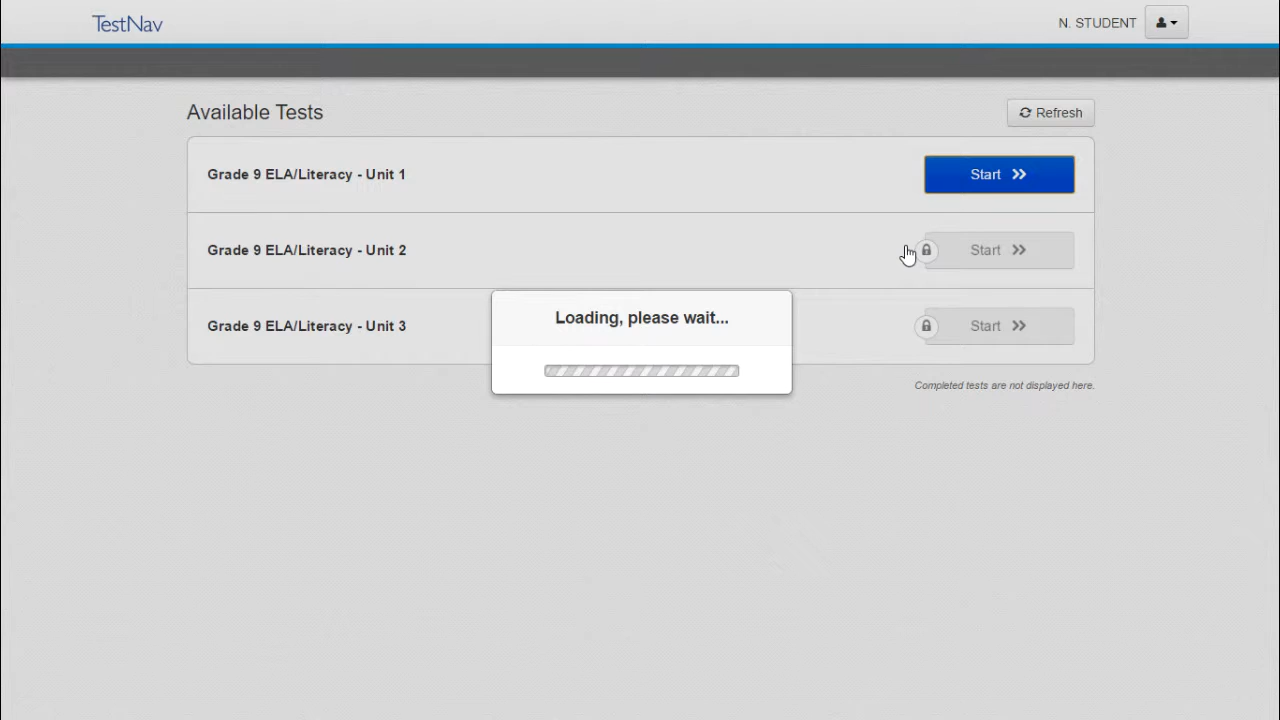 TestNav
N. STUDENT
Available Tests
Refresh
Grade 9 ELA/Literacy - Unit 1
Start
Grade 9 ELA/Literacy - Unit 2
Start
Loading, please wait...
Grade 9 ELA/Literacy - Unit 3
Start
Completed tests are not displayed here.